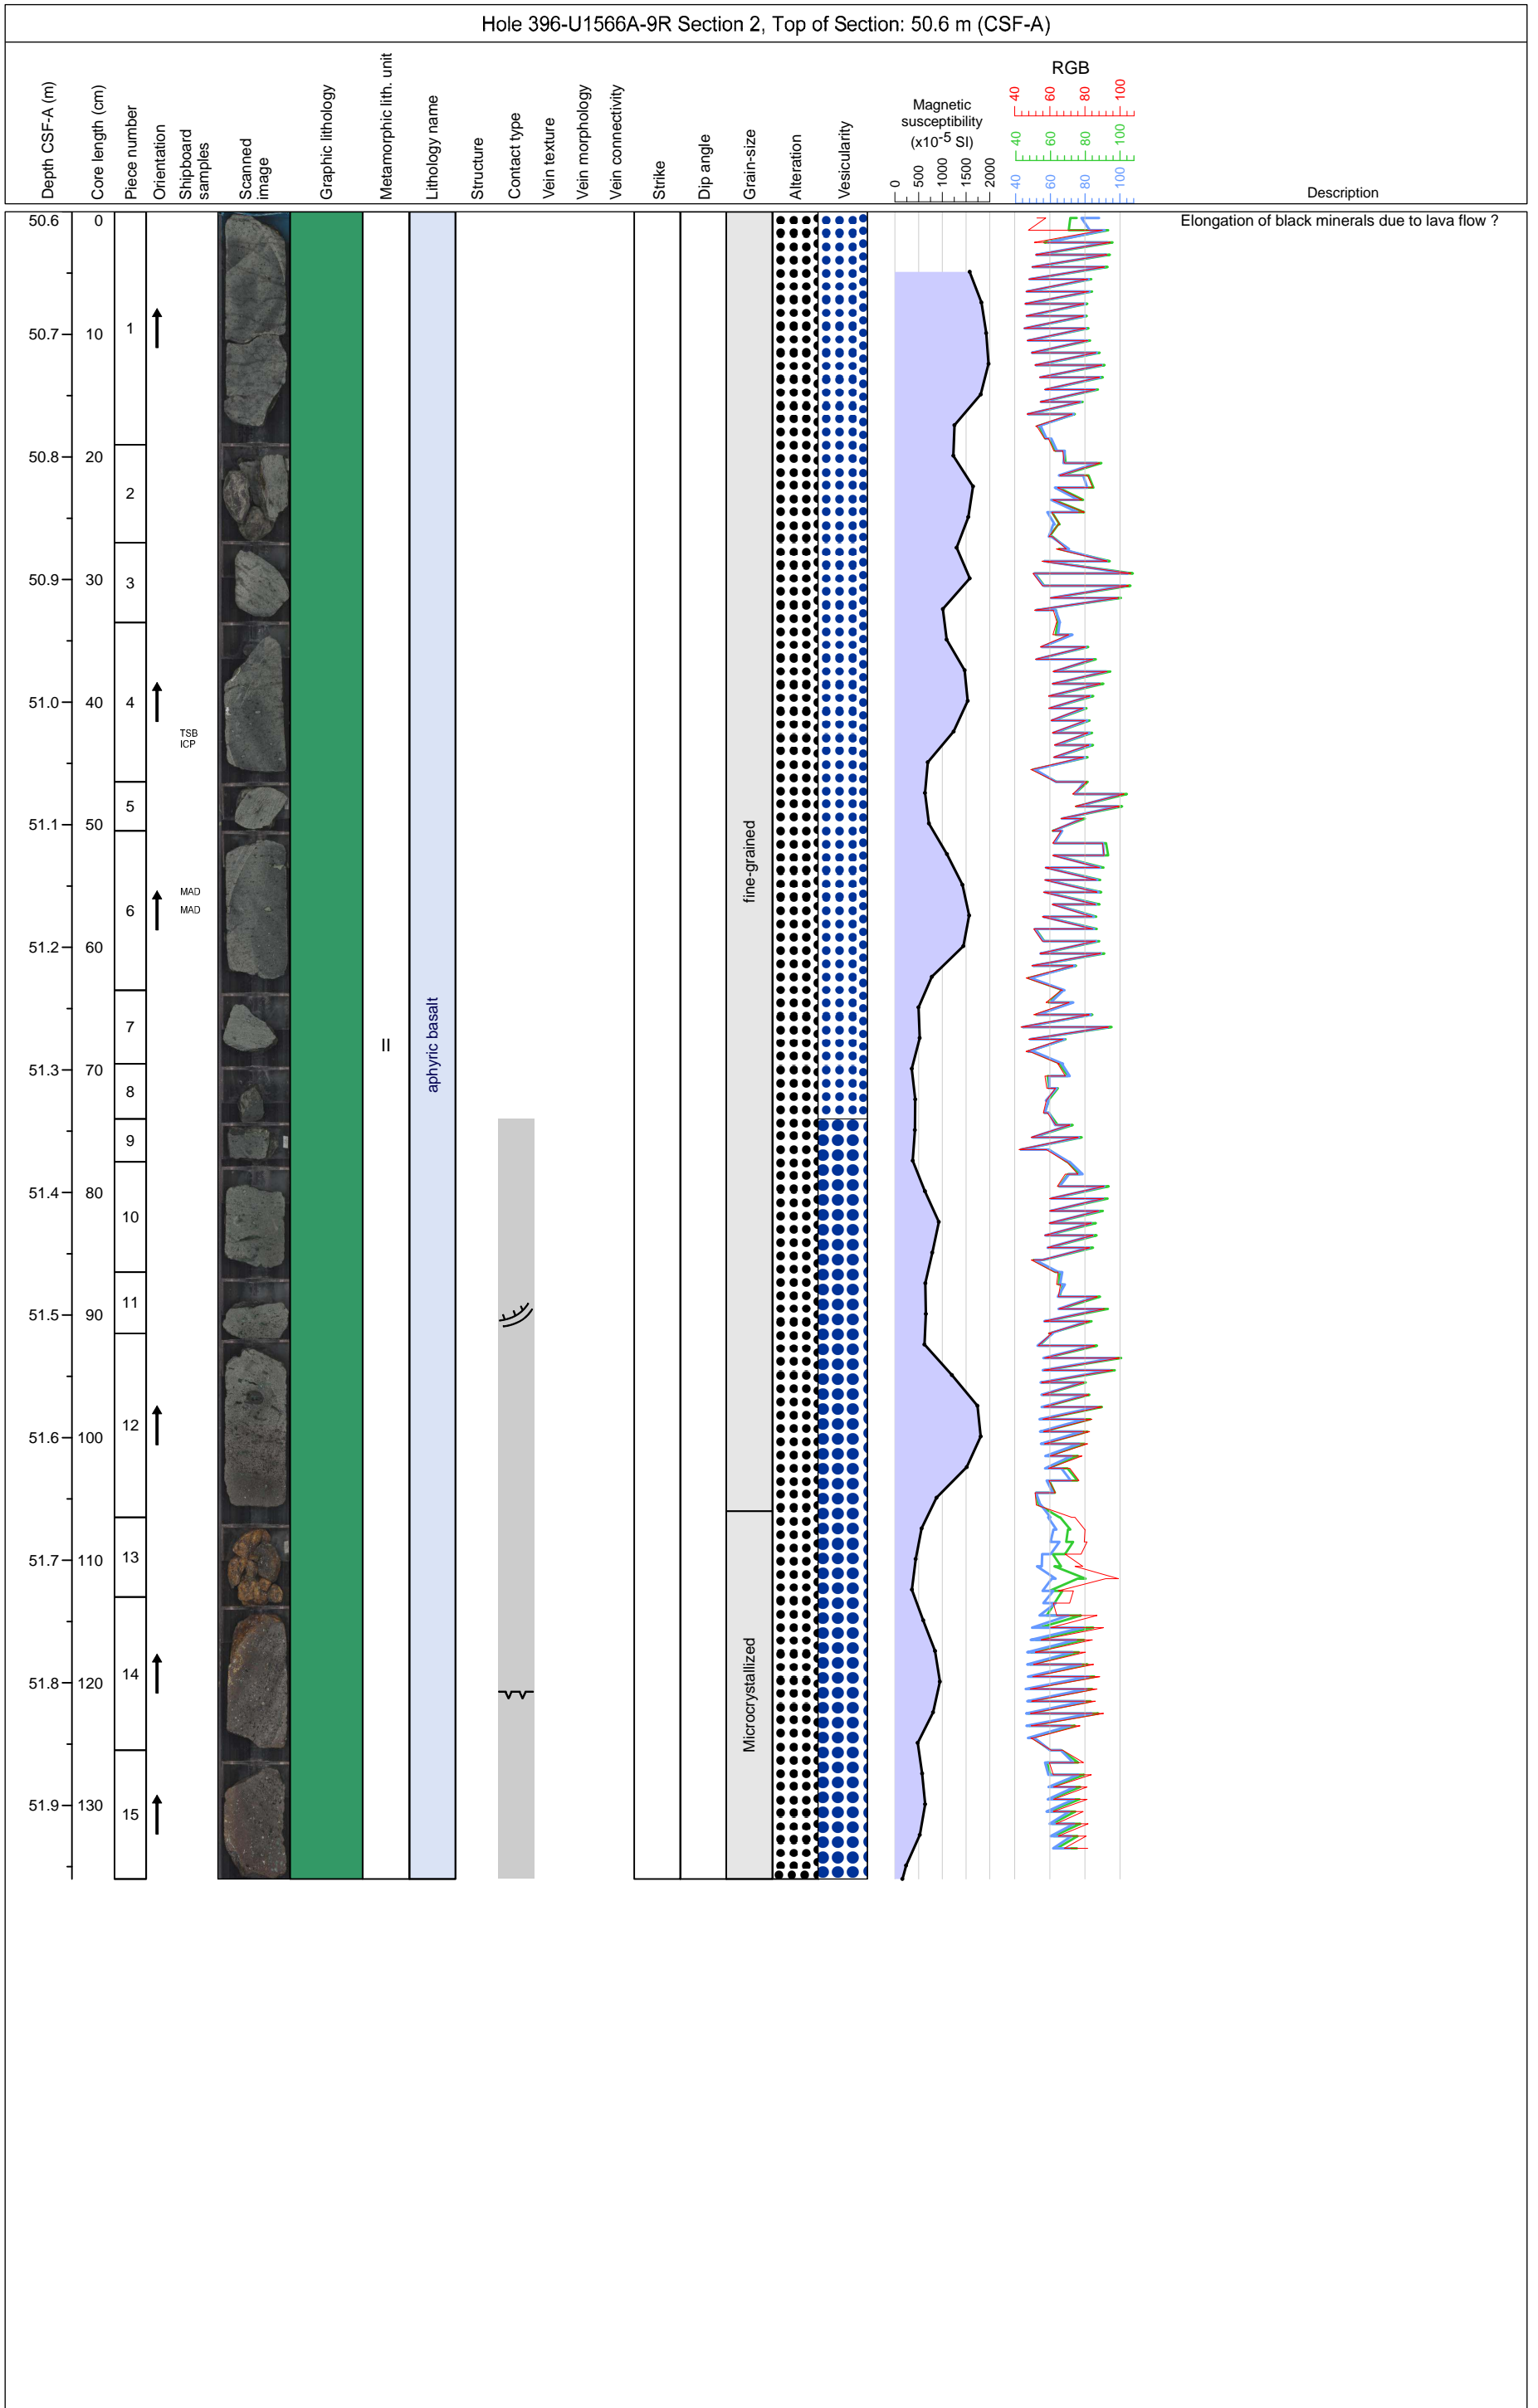 Hole 396-U1566A-9R Section 2, Top of Section: 50.6 m (CSF-A)
Depth CSF-A (m)
Core length (cm)
Piece number
Orientation
Shipboard
samples
Scanned
image
Graphic lithology
Metamorphic lith. unit
Lithology name
Structure
Contact type
Vein texture
Vein morphology
Vein connectivity
Strike
Dip angle
Grain-size
Alteration
Vesicularity
Magnetic
susceptibility
(x10-5 SI)
0 500 1000 1500 2000
RGB
40 60 80 100
40 60 80 100
40 60 80 100
Description
50.6 0
Elongation of black minerals due to lava flow ?
50.7 10 1
50.8 20
2
50.9 30 3
51.0 40 4
TSB
ICP
5
51.1 50
fine-grained
MAD
6 MAD
51.2 60
7
II
aphyric basalt
51.3 70
8
9
51.4 80
10
11
51.5 90
12
51.6 100
51.7 110 13
14
51.8 120
Microcrystallized
51.9 130
15